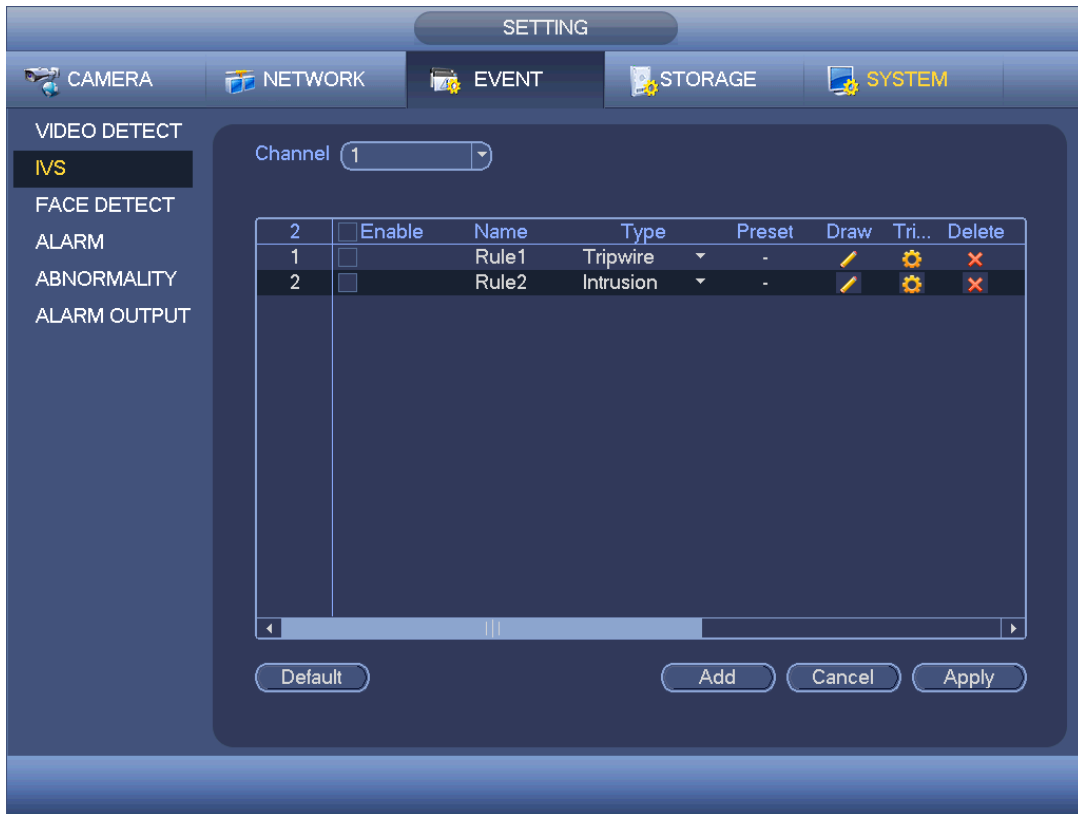 SETTING
CAMERA NETWORK EVENT STORAGE SYSTEM
VIDEO DETECT
IVS
FACE DETECT
ALARM
ABNORMALITY
ALARM OUTPUT
Channel 1
2 Enable Name Type Preset Draw Tri... Delete
1 Rule1 Tripwire -
2 Rule2 Intrusion -
Default Add Cancel Apply